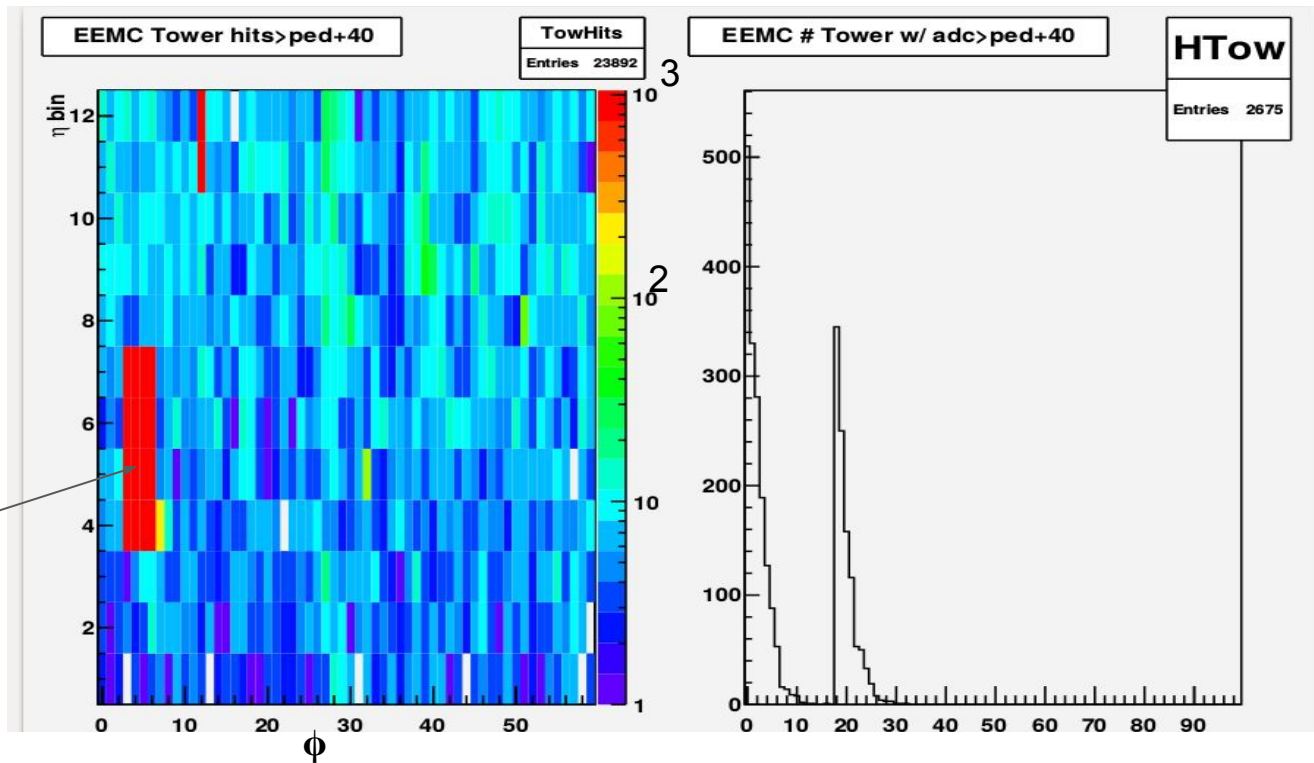 EEMC Tower hits>ped+40
TowHits
Entries 23892
η bin
12
10
8
6
4
2
0 10 20 30 40 50
ϕ
10 3
10 2
10
1
EEMC # Tower w/ adc>ped+40
HTow
Entries 2675
500
400
300
200
100
0
0 10 20 30 40 50 60 70 80 90